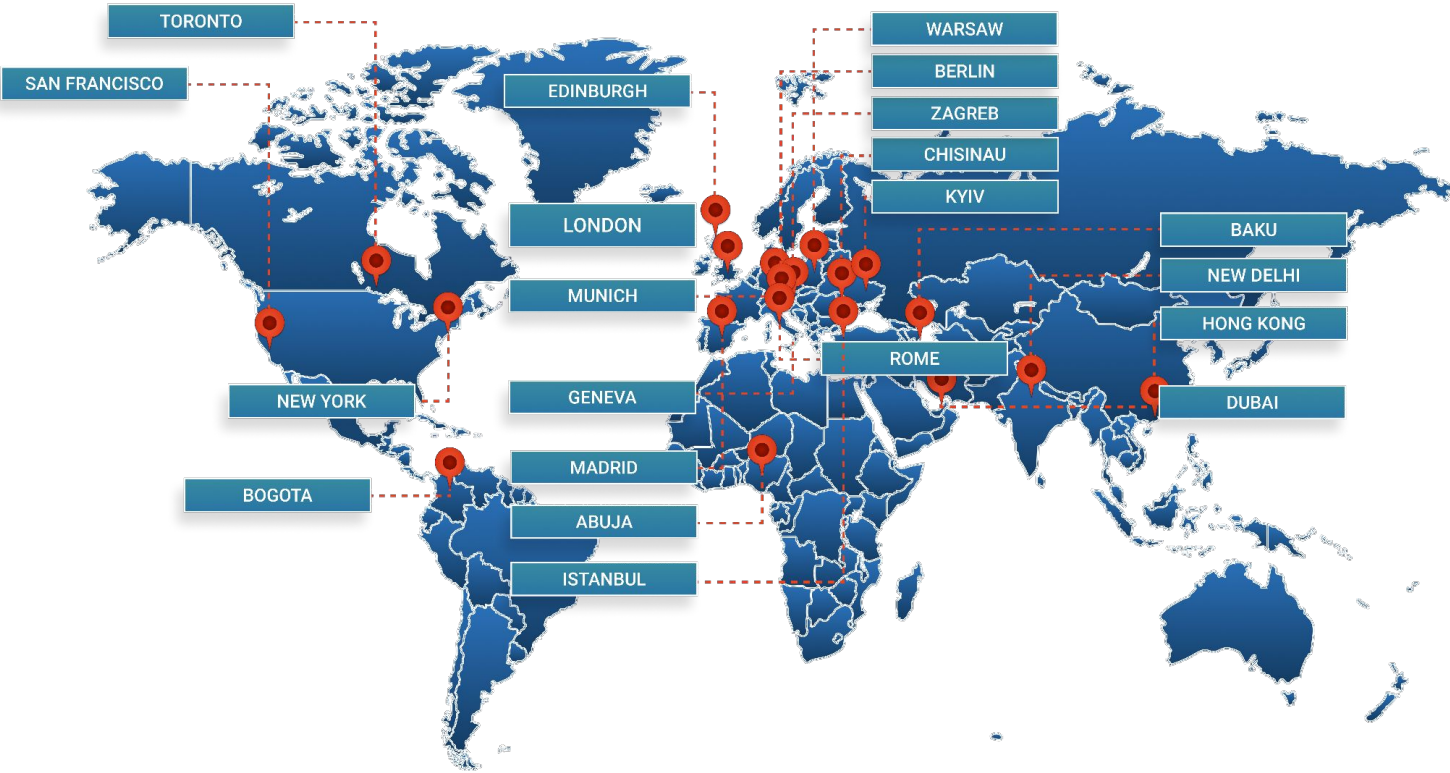 TORONTO
WARSAW
BERLIN
SAN FRANCISCO
EDINBURGH
ZAGREB
CHISINAU
KYIV
LONDON
BAKU
NEW DELHI
MUNICH
HONG KONG
ROME
GENEVA
NEW YORK
DUBAI
MADRID
BOGOTA
ABUJA
ISTANBUL